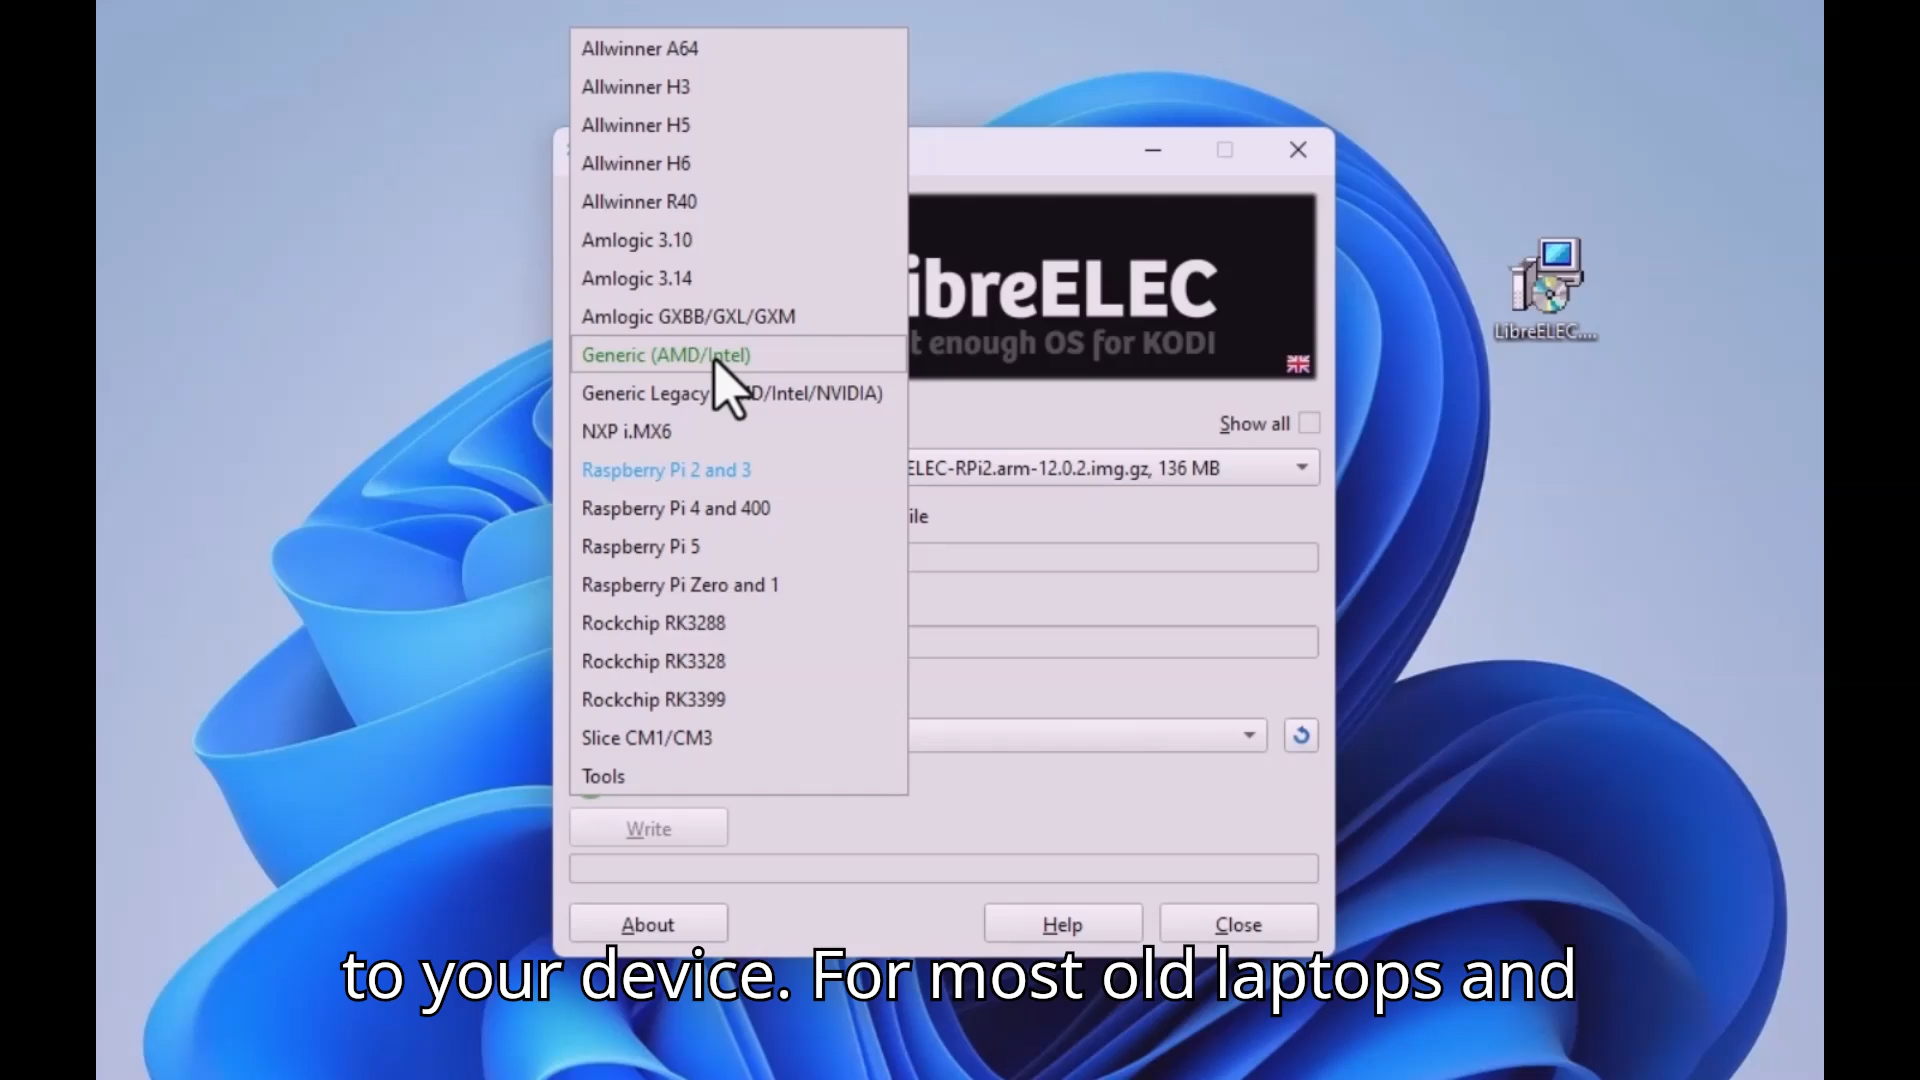 Allwinner A64
Allwinner H3
Allwinner H5
Allwinner H6
Allwinner R40
Amlogic 3.10
Amlogic 3.14
Amlogic GXBB/GXL/GXM
Generic (AMD/Intel)
Generic Legacy D/Intel/NVIDIA)
NXP i.MX6
Raspberry Pi 2 and 3
Raspberry Pi 4 and 400
Raspberry Pi 5
Raspberry Pi Zero and 1
Rockchip RK3288
Rockchip RK3328
Rockchip RK3399
Slice CM1/CM3
Tools
ibreELEC
t enough OS for KODI
Show all
ELEC-RPi2.arm-12.0.2.img.gz, 136 MB
ile
Write
About
Help
Close
LibreELEC....
to your device. For most old laptops and